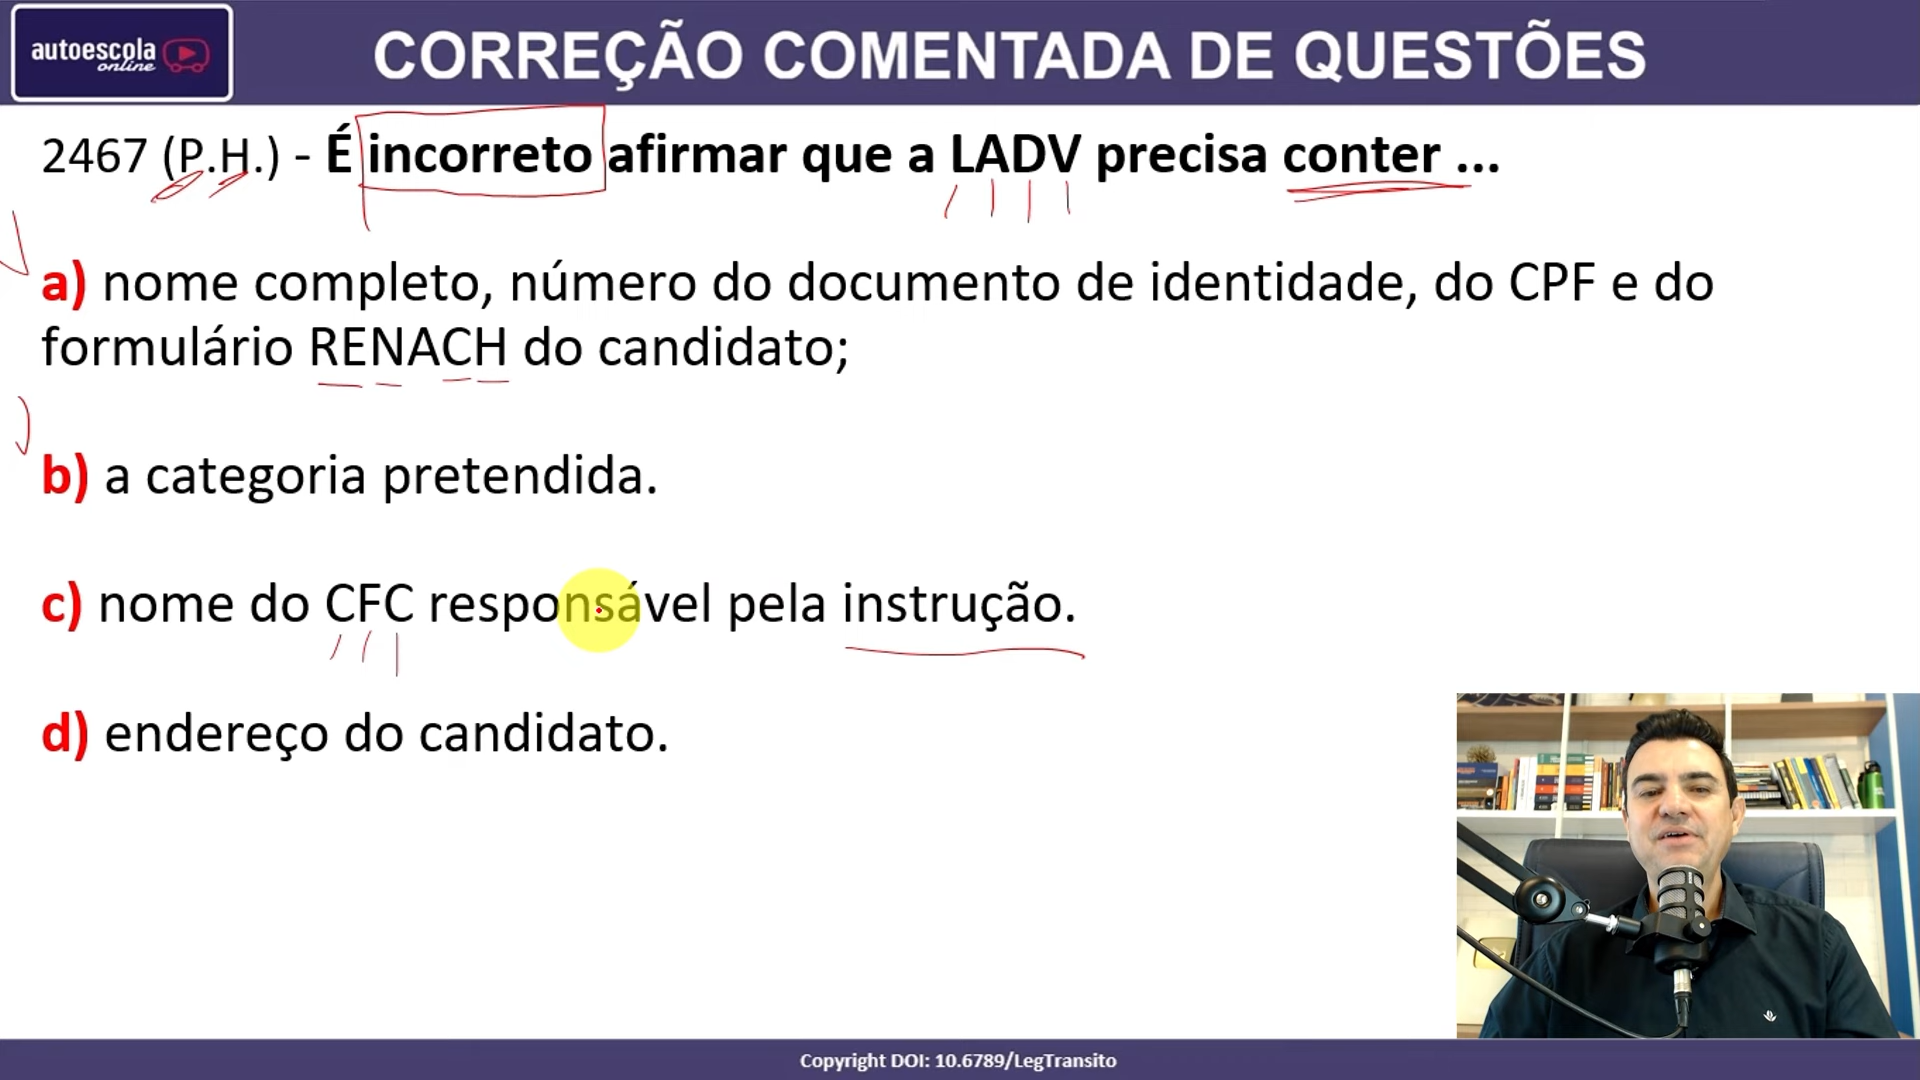 autoescola
online
CORREÇÃO COMENTADA DE QUESTÕES
2467 (P.H.) - É incorreto afirmar que a LADV precisa conter ...
a) nome completo, número do documento de identidade, do CPF e do
formulário RENACH do candidato;
b) a categoria pretendida.
c) nome do CFC responsável pela instrução.
d) endereço do candidato.
Copyright DOI: 10.6789/LegTransito